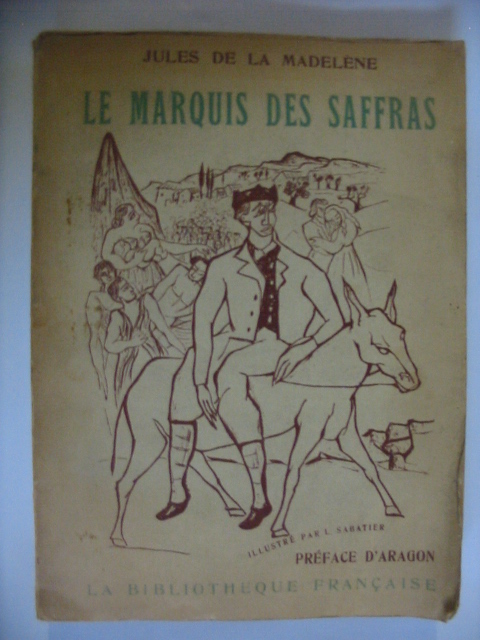 JULES DE LA MADELÈNE
LE MARQUIS DES SAFFRAS
ILLUSTRÉ PAR L. SABATIER
PRÉFACE D'ARAGON
LA BIBLIOTHÈQUE FRANÇAISE